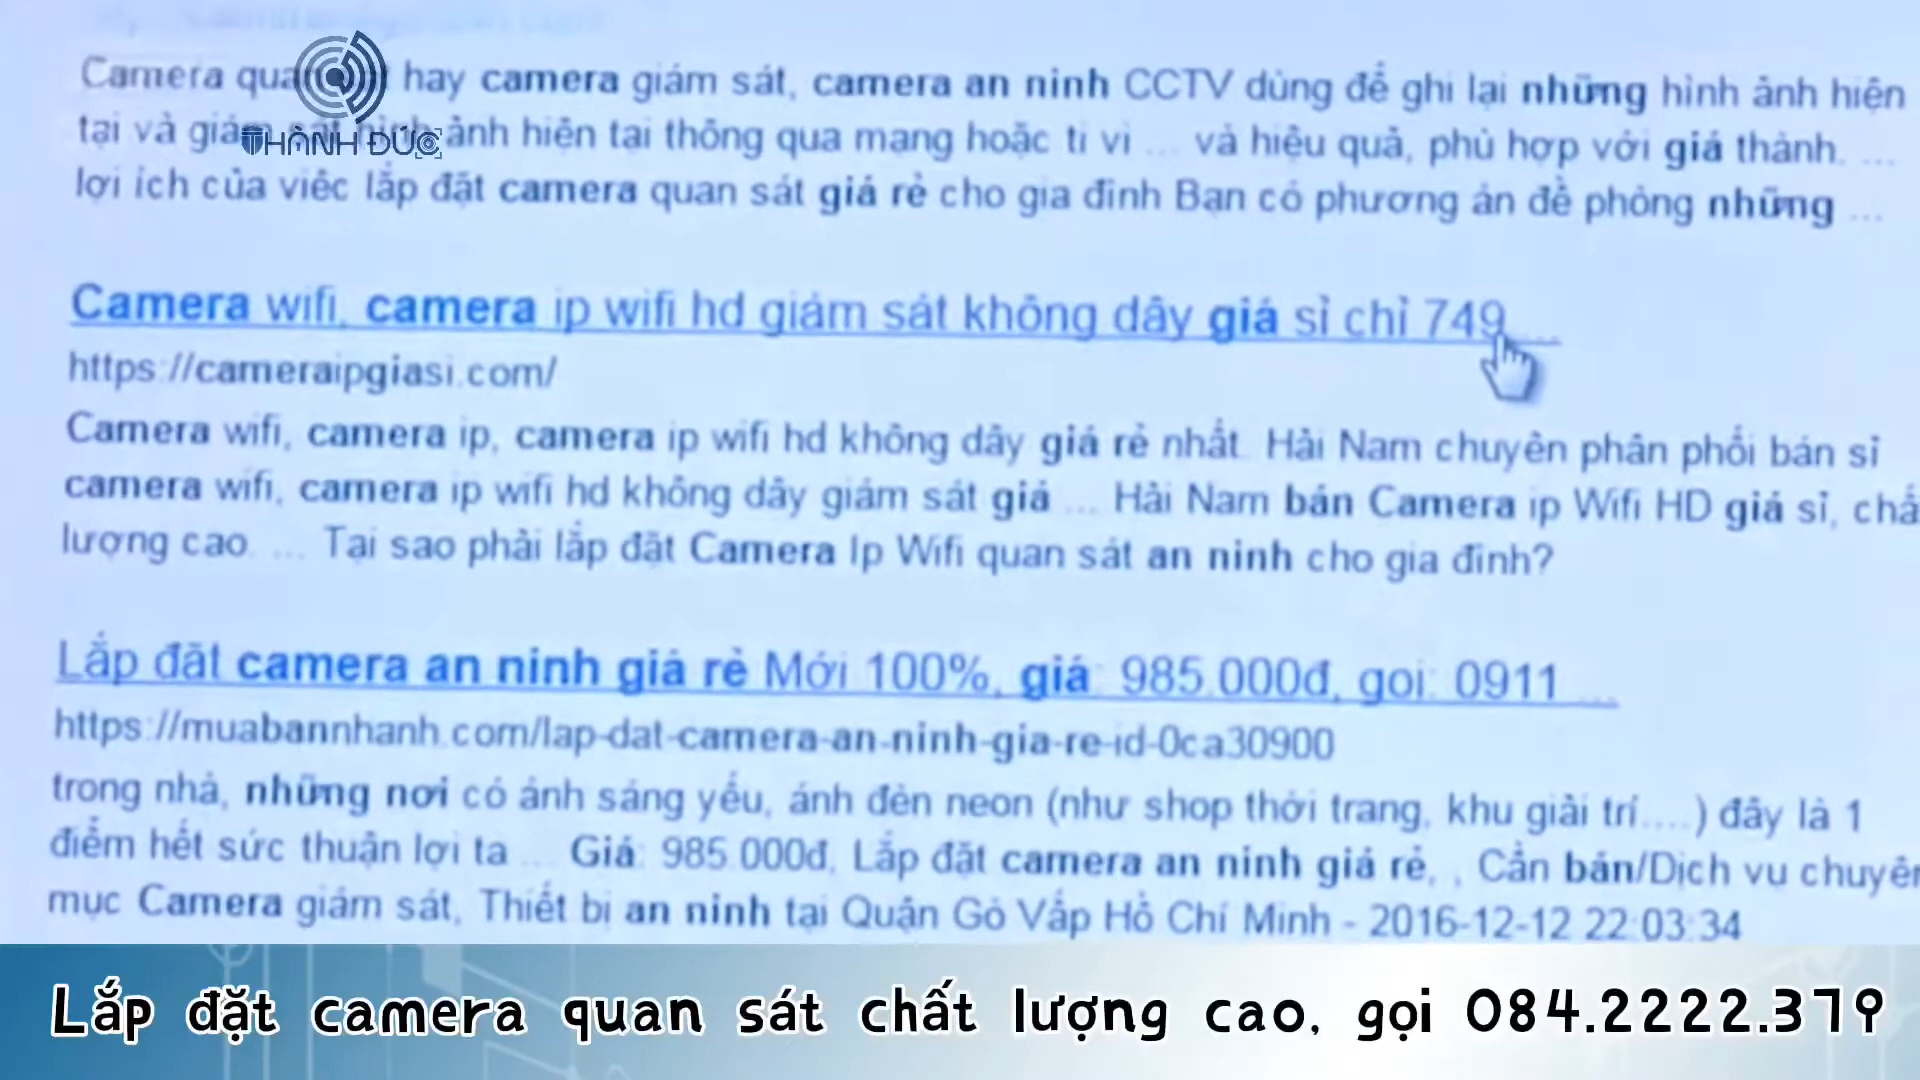 Camera quan hay camera giám sát, camera an ninh CCTV dùng để ghi lại những hình ảnh hiện
THÀNH ĐỨC
tại và giám ảnh hiện tại thông qua mạng hoặc ti vi ... và hiệu quả, phù hợp với giá thành. ...
lợi ích của việc lắp đặt camera quan sát giá rẻ cho gia đình Bạn có phương án đề phòng những ...
Camera wifi, camera ip wifi hd giám sát không dây giá sỉ chỉ 749 ...
https://cameraipgiasi.com/
Camera wifi, camera ip, camera ip wifi hd không dây giá rẻ nhất. Hải Nam chuyên phân phối bán sỉ
camera wifi, camera ip wifi hd không dây giám sát giá ... Hải Nam bán Camera ip Wifi HD giá sỉ, chấ
lượng cao. ... Tại sao phải lắp đặt Camera Ip Wifi quan sát an ninh cho gia đình?
Lắp đặt camera an ninh giá rẻ Mới 100%, giá: 985.000đ, gọi: 0911 ...
https://muabannhanh.com/lap-dat-camera-an-ninh-gia-re-id-0ca30900
trong nhà, những nơi có ánh sáng yếu, ánh đèn neon (như shop thời trang, khu giải trí....) đây là 1
điểm hết sức thuận lợi ta ... Giá: 985.000đ, Lắp đặt camera an ninh giá rẻ, , Cần bán/Dịch vụ chuyên
mục Camera giám sát, Thiết bị an ninh tại Quận Gò Vấp Hồ Chí Minh - 2016-12-12 22:03:34
Lắp đặt camera quan sát chất lượng cao, gọi 084.2222.379